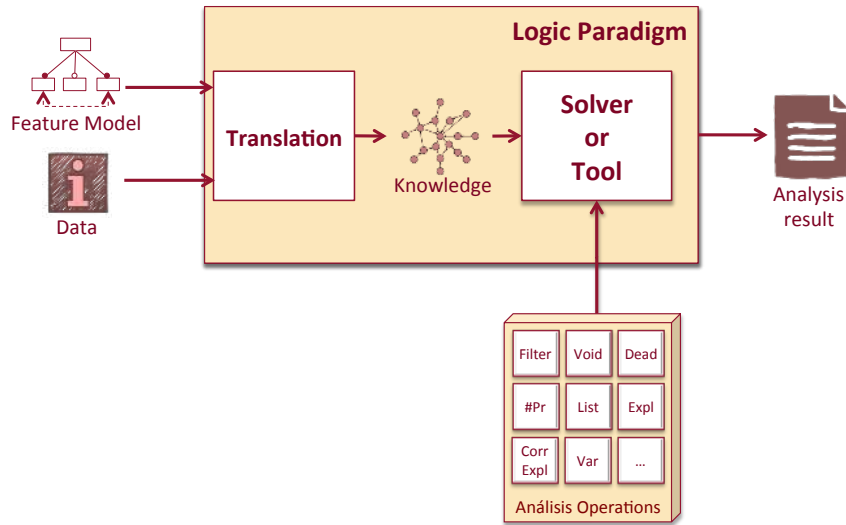 Logic Paradigm
Feature Model
Data
Translation
Knowledge
Solver
or
Tool
Analysis
result
Filter
Void
Dead
#Pr
List
Expl
Corr
Expl
Var
...
Análisis Operations